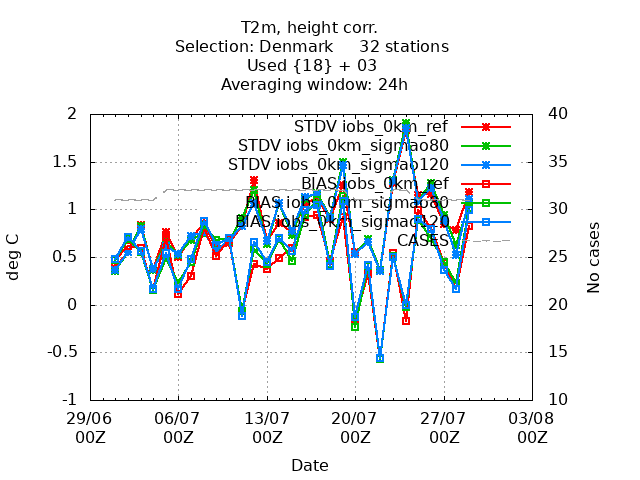 T2m, height corr.
Selection: Denmark 32 stations
Used {18} + 03
Averaging window: 24h
2
1.5
1
0.5
0
-0.5
-1
40
35
30
25
20
15
10
deg C
No cases
STDV iobs_0km_ref
STDV iobs_0km_sigmao80
STDV iobs_0km_sigmao120
BIAS iobs_0km_ref
BIAS iobs_0km_sigmao80
BIAS iobs_0km_sigmao120
CASES
29/06 06/07 13/07 20/07 27/07 03/08
00Z 00Z 00Z 00Z 00Z 00Z
Date